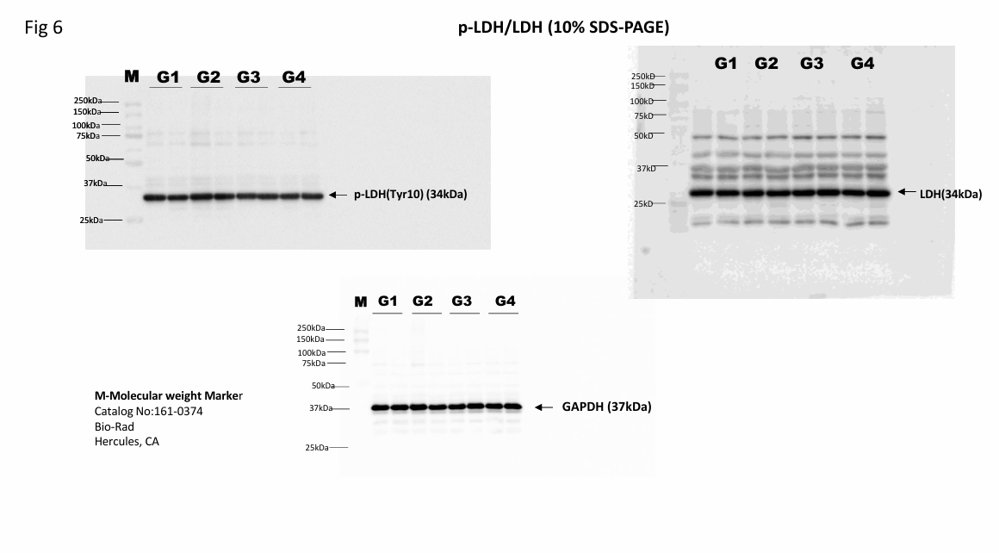 Fig 6
p-LDH/LDH (10% SDS-PAGE)
M G1 G2 G3 G4
250kDa
150kDa
100kDa
75kDa
50kDa
37kDa
25kDa
p-LDH(Tyr10) (34kDa)
G1 G2 G3 G4
250kD
150kD
100kD
75kD
50kD
37kD
25kD
LDH(34kDa)
M G1 G2 G3 G4
250kDa
150kDa
100kDa
75kDa
50kDa
37kDa
25kDa
GAPDH (37kDa)
M-Molecular weight Marker
Catalog No:161-0374
Bio-Rad
Hercules, CA